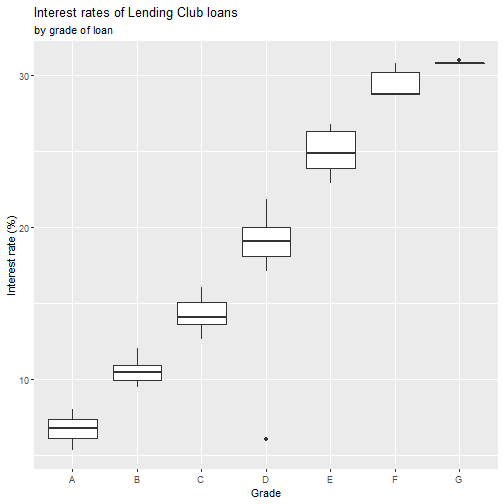 Interest rates of Lending Club loans
by grade of loan
Interest rate (%)
30
20
10
A B C D E F G
Grade